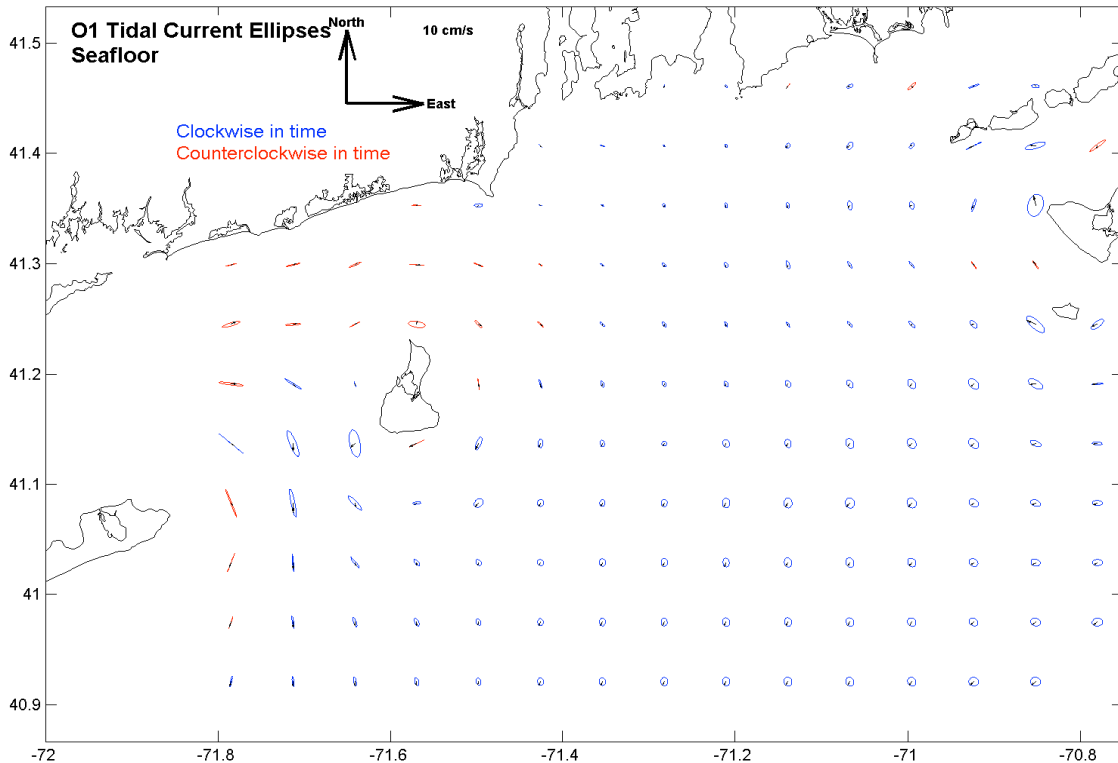 O1 Tidal Current Ellipses
Seafloor
North
10 cm/s
East
Clockwise in time
Counterclockwise in time
41.5
41.4
41.3
41.2
41.1
41
40.9
-72
-71.8
-71.6
-71.4
-71.2
-71
-70.8